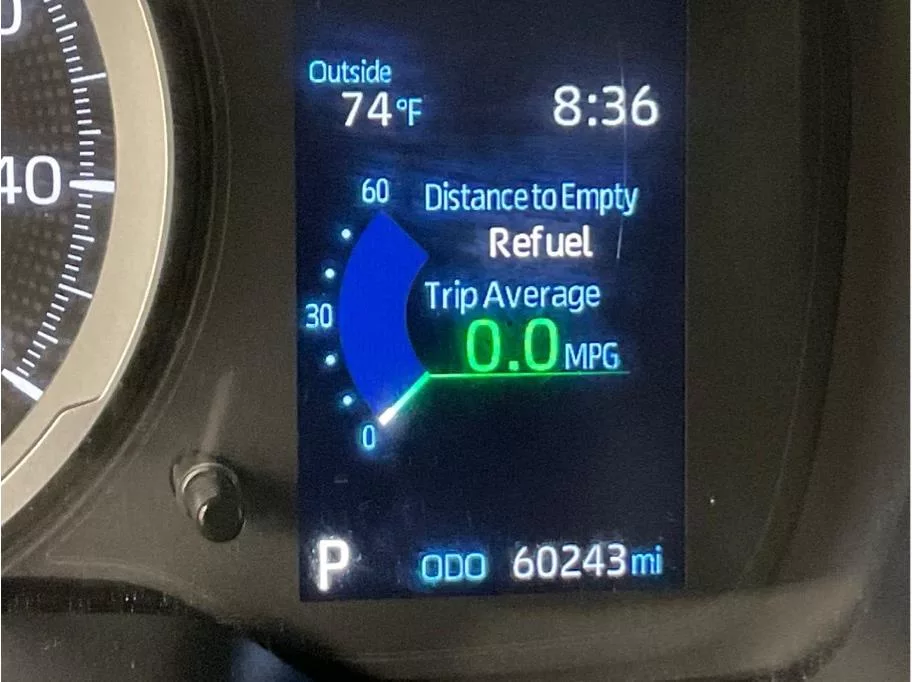 40
Outside
74°F
8:36
60
Distance to Empty
Refuel
30
Trip Average
0.0 MPG
0
P
ODO 60243 mi